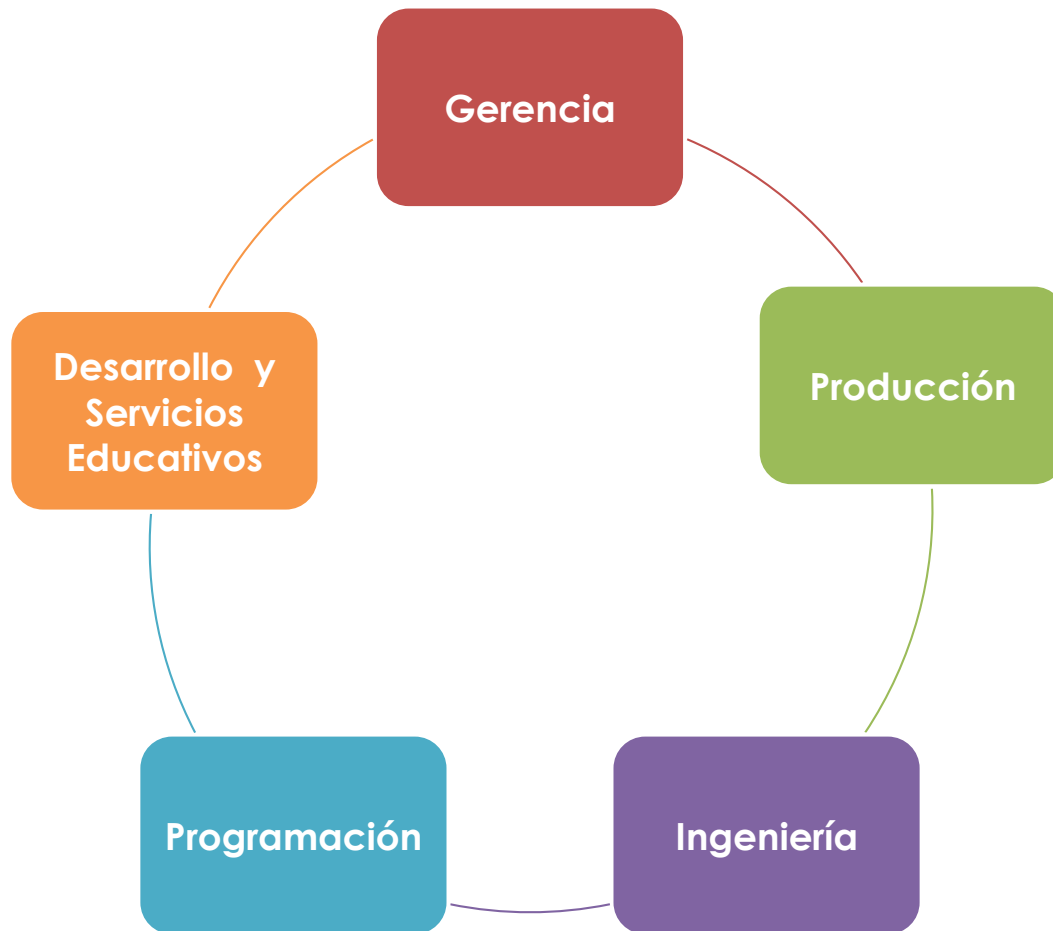 Gerencia
Producción
Ingeniería
Programación
Desarrollo y
Servicios
Educativos